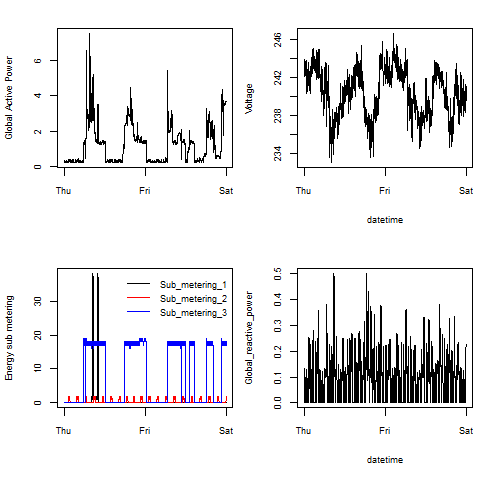 Global Active Power
6
4
2
0
Thu
Fri
Sat
Voltage
246
242
238
234
Thu
Fri
Sat
datetime
Energy sub metering
30
20
10
0
Sub_metering_1
Sub_metering_2
Sub_metering_3
Thu
Fri
Sat
Global_reactive_power
0.5
0.4
0.3
0.2
0.1
0.0
Thu
Fri
Sat
datetime